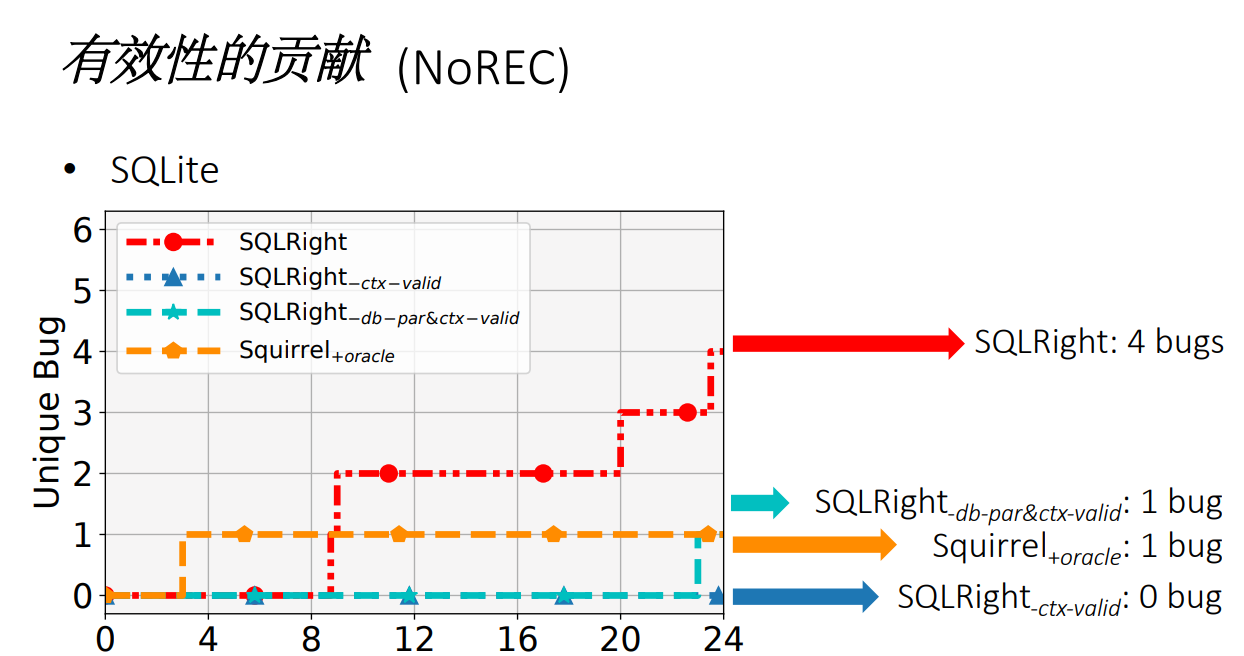 有效性的贡献 (NoREC)
• SQLite
SQLRight
SQLRight−ctx−valid
SQLRight−db−par&ctx−valid
Squirrel+oracle
Unique Bug
6
5
4
3
2
1
0
0 4 8 12 16 20 24
SQLRight: 4 bugs
SQLRight-db-par&ctx-valid: 1 bug
Squirrel+oracle: 1 bug
SQLRight-ctx-valid: 0 bug